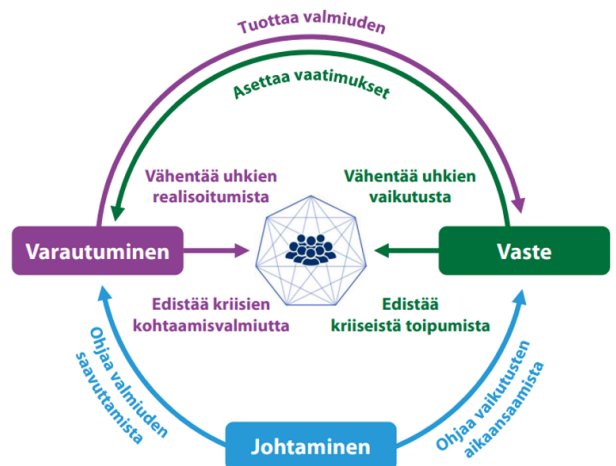 Tuottaa valmiuden
Asettaa vaatimukset
Vähentää uhkien
realisoitumista
Vähentää uhkien
vaikutusta
Varautuminen
Vaste
Edistää kriisien
kohtaamisvalmiutta
Edistää
kriiseistä toipumista
Ohjaa valmiuden
saavuttamista
Ohjaa vaikutusten
aikaansaamista
Johtaminen